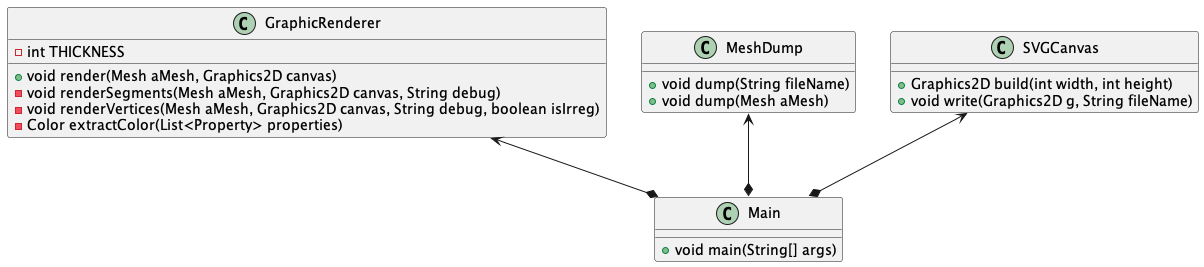 C GraphicRenderer
int THICKNESS
void render(Mesh aMesh, Graphics2D canvas)
void renderSegments(Mesh aMesh, Graphics2D canvas, String debug)
void renderVertices(Mesh aMesh, Graphics2D canvas, String debug, boolean isIrreg)
Color extractColor(List<Property> properties)
C MeshDump
void dump(String fileName)
void dump(Mesh aMesh)
C SVGCanvas
Graphics2D build(int width, int height)
void write(Graphics2D g, String fileName)
C Main
void main(String[] args)